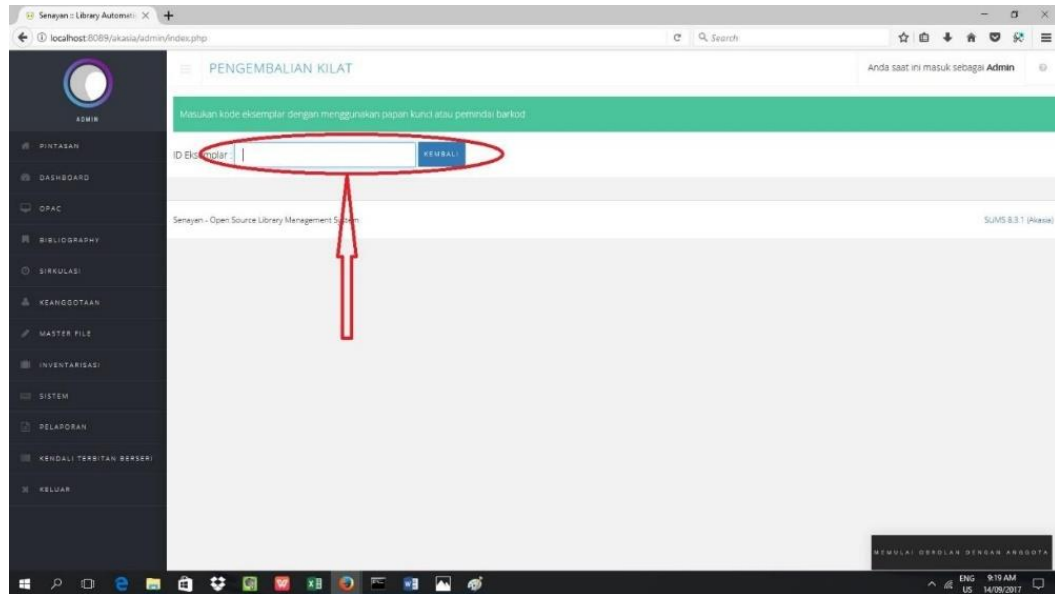 Senayan :: Library Automati
localhost:8089/akasia/admin/index.php
Search
ADMIN
PENGEMBALIAN KILAT
Anda saat ini masuk sebagai Admin
Masukan kode eksemplar dengan menggunakan papan kunci atau pemindai barkod
ID Eksemplar :
KEMBALI
PINTASAN
DASHBOARD
OPAC
BIBLIOGRAPHY
SIRKULASI
KEANGGOTAAN
MASTER FILE
INVENTARISASI
SISTEM
PELAPORAN
KENDALI TERBITAN BERSERI
KELUAR
Senayan - Open Source Library Management System
SLiMS 8.3.1 (Akasia)
MEMULAI OBROLAN DENGAN ANGGOTA
ENG
US
9:19 AM
14/09/2017